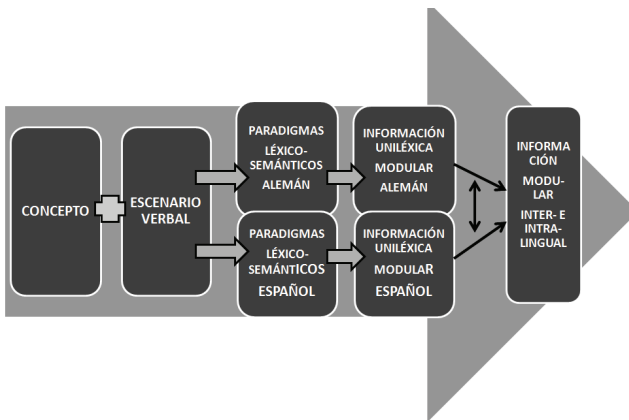 CONCEPTO
ESCENARIO
VERBAL
PARADIGMAS
LÉXICO-
SEMÁNTICOS
ALEMÁN
INFORMACIÓN
UNILÉXICA
MODULAR
ALEMÁN
PARADIGMAS
LÉXICO-
SEMÁNTICOS
ESPAÑOL
INFORMACIÓN
UNILÉXICA
MODULAR
ESPAÑOL
INFORMA
CIÓN
MODU-
LAR
INTER- E
INTRA-
LINGUAL